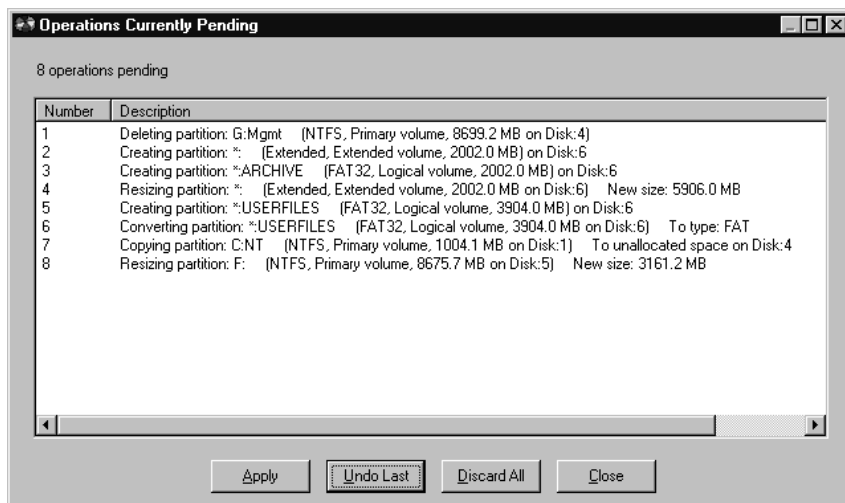 Operations Currently Pending
8 operations pending
Number Description
1 Deleting partition: G:Mgmt (NTFS, Primary volume, 8699.2 MB on Disk:4)
2 Creating partition: *: (Extended, Extended volume, 2002.0 MB) on Disk:6
3 Creating partition: *:ARCHIVE (FAT32, Logical volume, 2002.0 MB) on Disk:6
4 Resizing partition: *: (Extended, Extended volume, 2002.0 MB on Disk:6) New size: 5906.0 MB
5 Creating partition: *:USERFILES (FAT32, Logical volume, 3904.0 MB) on Disk:6
6 Converting partition: *:USERFILES (FAT32, Logical volume, 3904.0 MB on Disk:6) To type: FAT
7 Copying partition: C:NT (NTFS, Primary volume, 1004.1 MB on Disk:1) To unallocated space on Disk:4
8 Resizing partition: F: (NTFS, Primary volume, 8675.7 MB on Disk:5) New size: 3161.2 MB
Apply Undo Last Discard All Close